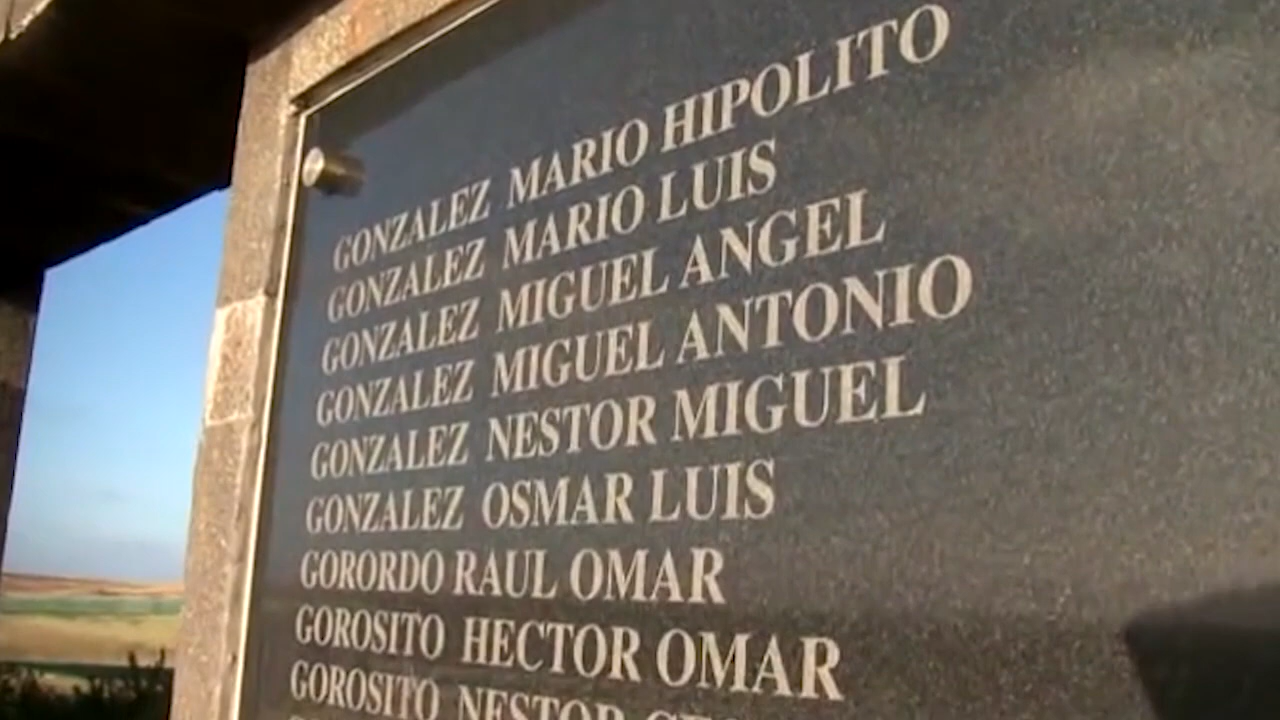 GONZALEZ MARIO HIPOLITO
GONZALEZ MARIO LUIS
GONZALEZ MIGUEL ANGEL
GONZALEZ MIGUEL ANTONIO
GONZALEZ NESTOR MIGUEL
GONZALEZ OSMAR LUIS
GORORDO RAUL OMAR
GOROSITO HECTOR OMAR
GOROSITO NESTOR